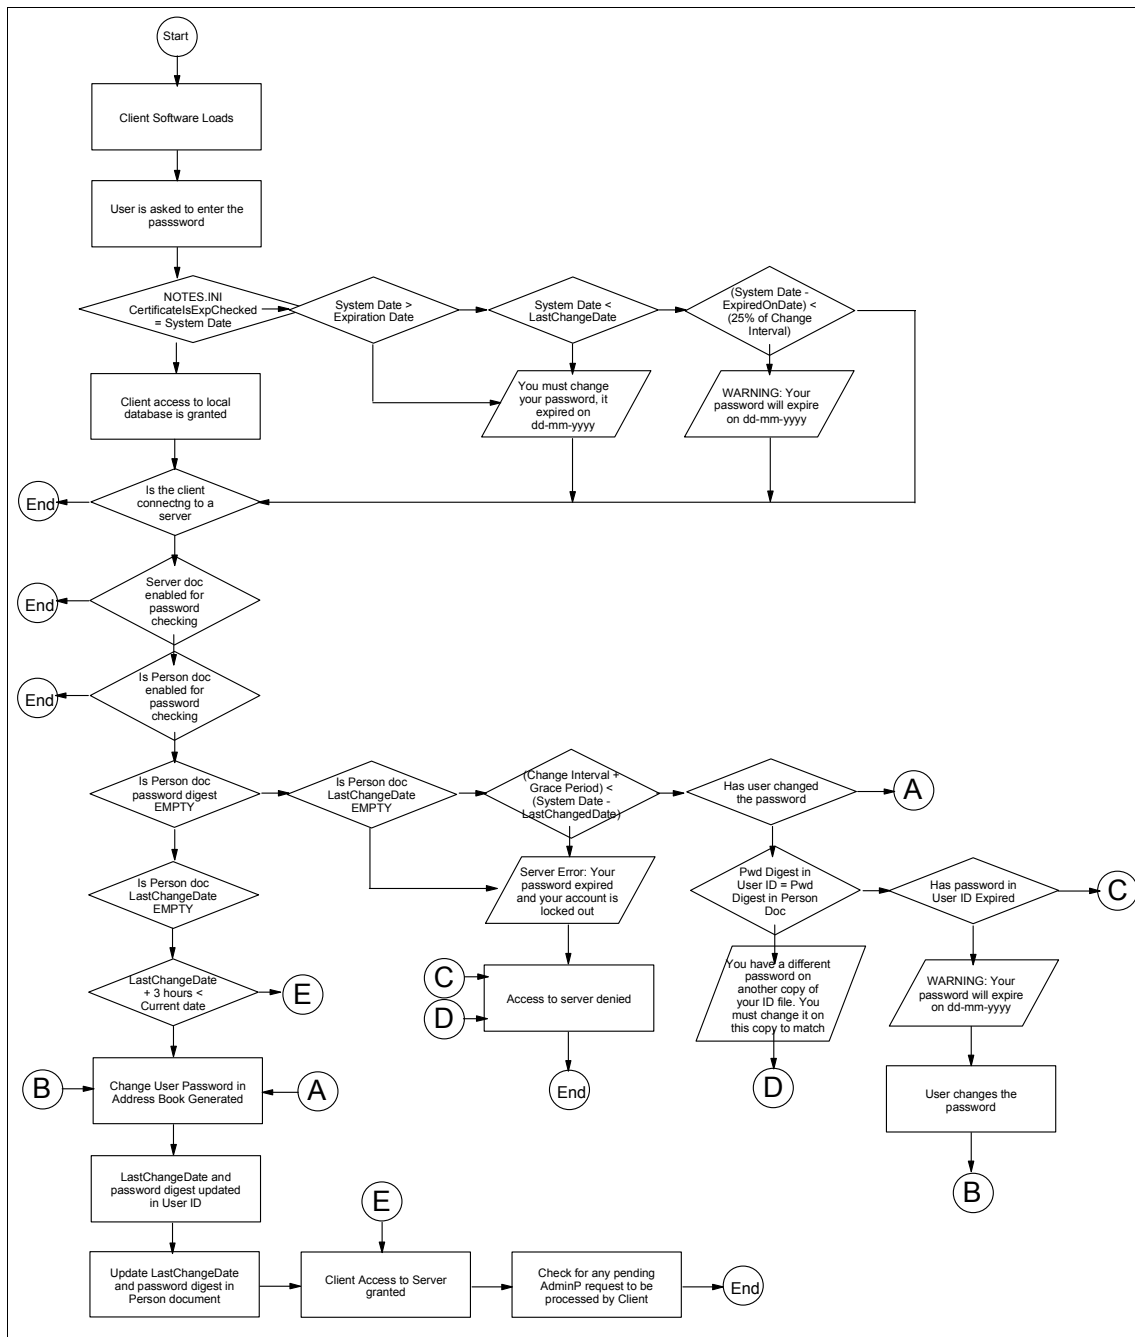 Start
Client Software Loads
User is asked to enter the
passsword
NOTES.INI
CertificateIsExpChecked
= System Date
System Date >
Expiration Date
System Date <
LastChangeDate
(System Date -
ExpiredOnDate) <
(25% of Change
Interval)
Client access to local
database is granted
You must change
your password, it
expired on
dd-mm-yyyy
WARNING: Your
password will expire
on dd-mm-yyyy
End
Is the client
connectng to a
server
End
Server doc
enabled for
password
checking
End
Is Person doc
enabled for
password
checking
Is Person doc
password digest
EMPTY
Is Person doc
LastChangeDate
EMPTY
(Change Interval +
Grace Period) <
(System Date -
LastChangedDate)
Has user changed
the password
A
Is Person doc
LastChangeDate
EMPTY
Server Error: Your
password expired
and your account is
locked out
Pwd Digest in
User ID = Pwd
Digest in Person
Doc
Has password in
User ID Expired
C
LastChangeDate
+ 3 hours <
Current date
E
C
D
Access to server denied
You have a different
password on
another copy of
your ID file. You
must change it on
this copy to match
WARNING: Your
password will expire
on dd-mm-yyyy
B
Change User Password in
Address Book Generated
A
End
D
User changes the
password
B
LastChangeDate and
password digest updated
in User ID
E
Update LastChangeDate
and password digest in
Person document
Client Access to Server
granted
Check for any pending
AdminP request to be
processed by Client
End